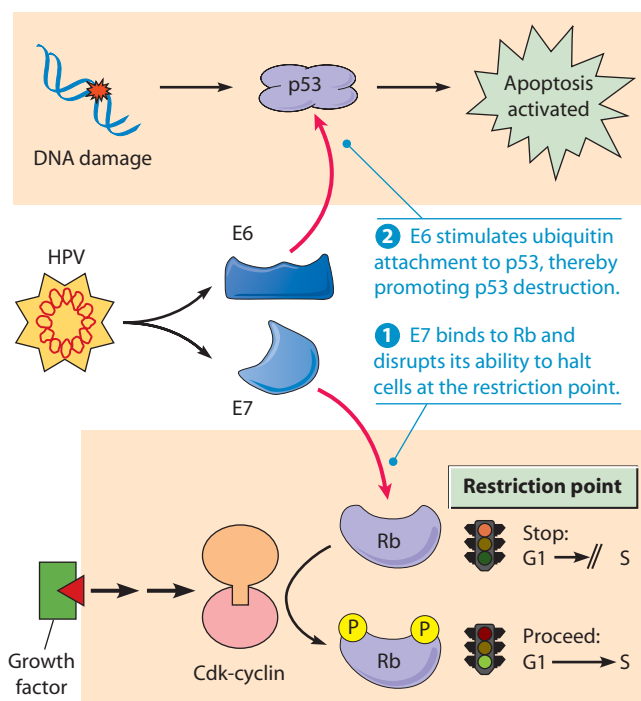 p53
Apoptosis
activated
DNA damage
E6
HPV
2 E6 stimulates ubiquitin
attachment to p53, thereby
promoting p53 destruction.
1 E7 binds to Rb and
disrupts its ability to halt
cells at the restriction point.
E7
Restriction point
Rb
Stop:
G1 S
P
P
Rb
Proceed:
G1 S
Growth
factor
Cdk-cyclin